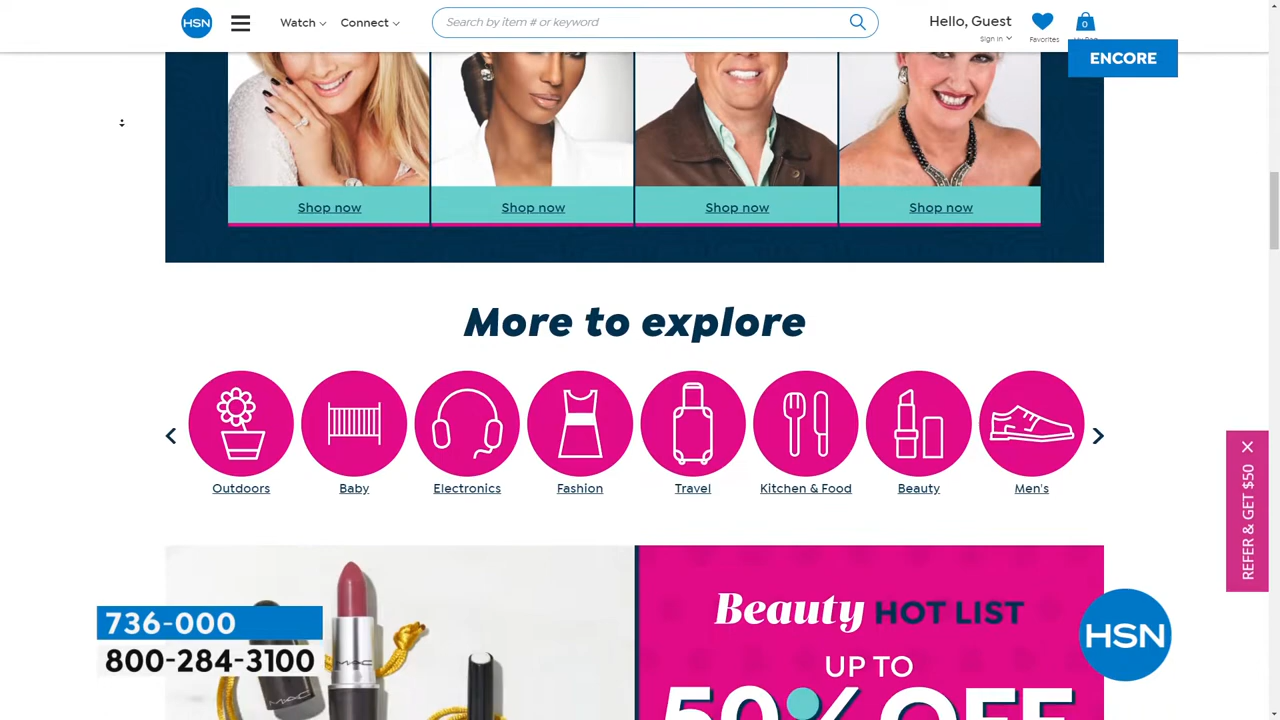 HSN
Watch
Connect
Search by item # or keyword
Hello, Guest
Sign In
Favorites
0
ENCORE
Shop now
Shop now
Shop now
Shop now
More to explore
Outdoors
Baby
Electronics
Fashion
Travel
Kitchen & Food
Beauty
Men's
REFER & GET $50
Beauty HOT LIST
UP TO
50% OFF
736-000
800-284-3100
HSN
MAC
MAC